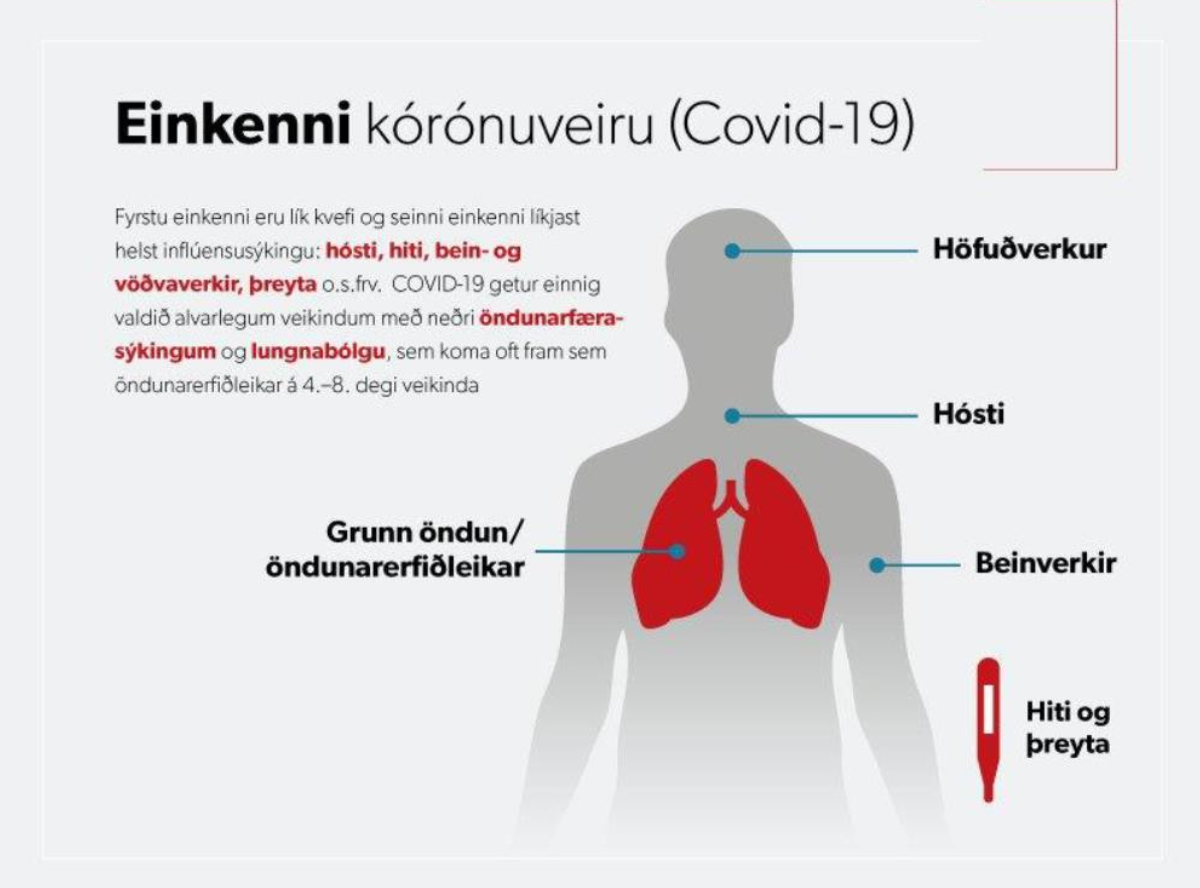 Einkenni kórónuveiru (Covid-19)
Fyrstu einkenni eru lík kvefi og seinni einkenni líkjast
helst inflúensusýkingu: hósti, hiti, bein- og
vöðvaverkir, þreyta o.s.frv. COVID-19 getur einnig
valdið alvarlegum veikindum með neðri öndunarfæra-
sýkingum og lungnabólgu, sem koma oft fram sem
öndunarerfiðleikar á 4.–8. degi veikinda
Höfuðverkur
Hósti
Grunn öndun/
öndunarerfiðleikar
Beinverkir
Hiti og
þreyta